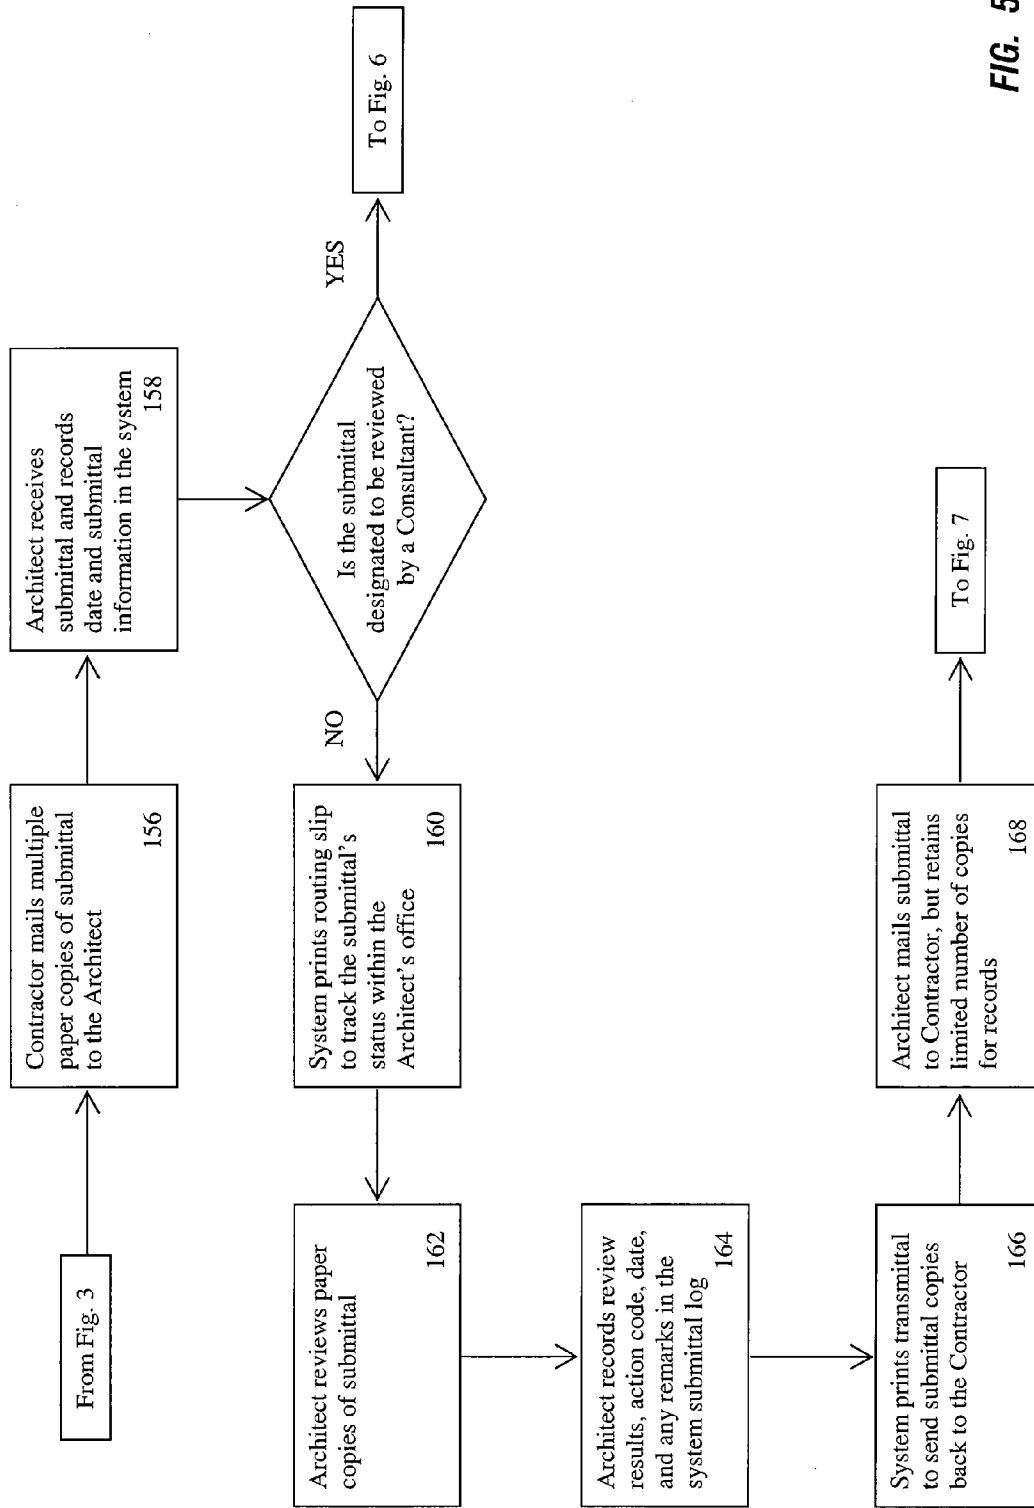 From Fig. 3
Contractor mails multiple
paper copies of submittal
to the Architect
156
Architect receives
submittal and records
date and submittal
information in the system
158
Is the submittal
designated to be reviewed
by a Consultant?
YES
To Fig. 6
NO
System prints routing slip
to track the submittal's
status within the
Architect's office
160
Architect reviews paper
copies of submittal
162
Architect records review
results, action code, date,
and any remarks in the
system submittal log
164
System prints transmittal
to send submittal copies
back to the Contractor
166
Architect mails submittal
to Contractor, but retains
limited number of copies
for records
168
To Fig. 7
FIG. 5